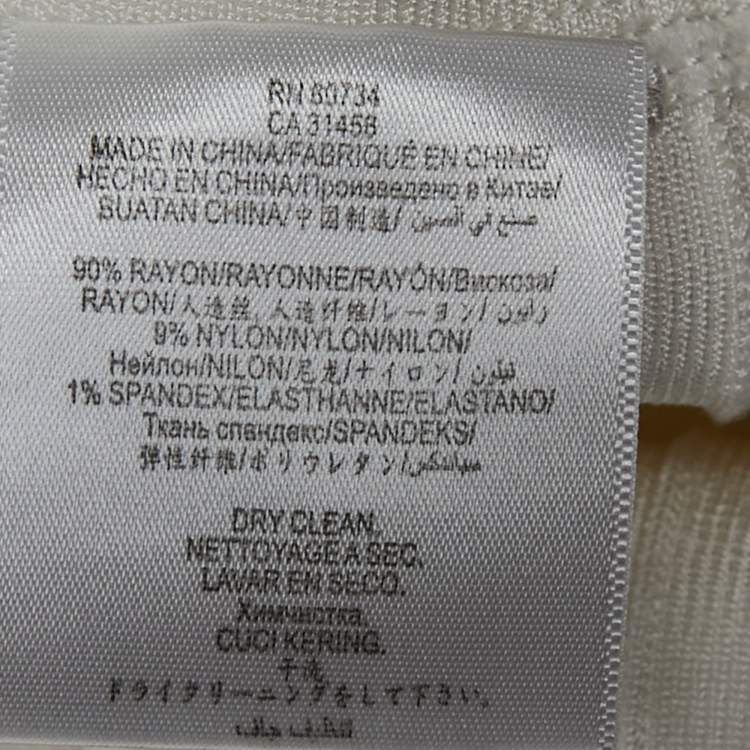 RN 80734
CA 31458
MADE IN CHINA/FABRIQUÉ EN CHINE/
HECHO EN CHINA/Произведено в Китае/
BUATAN CHINA/中国制造/ صنع في الصين
90% RAYON/RAYONNE/RAYÓN/Вискоза/
RAYON/人造丝, 人造纤维/レーヨン/ رايون
9% NYLON/NYLON/NILON/
Нейлон/NILON/尼龙/ナイロン/ نيلون
1% SPANDEX/ELASTHANNE/ELASTANO/
Ткань спандекс/SPANDEKS/
弹性纤维/ポリウレタン/ سباندكس
DRY CLEAN.
NETTOYAGE A SEC.
LAVAR EN SECO.
Химчистка.
CUCI KERING.
干洗
ドライクリーニングをして下さい。
تنظيف جاف